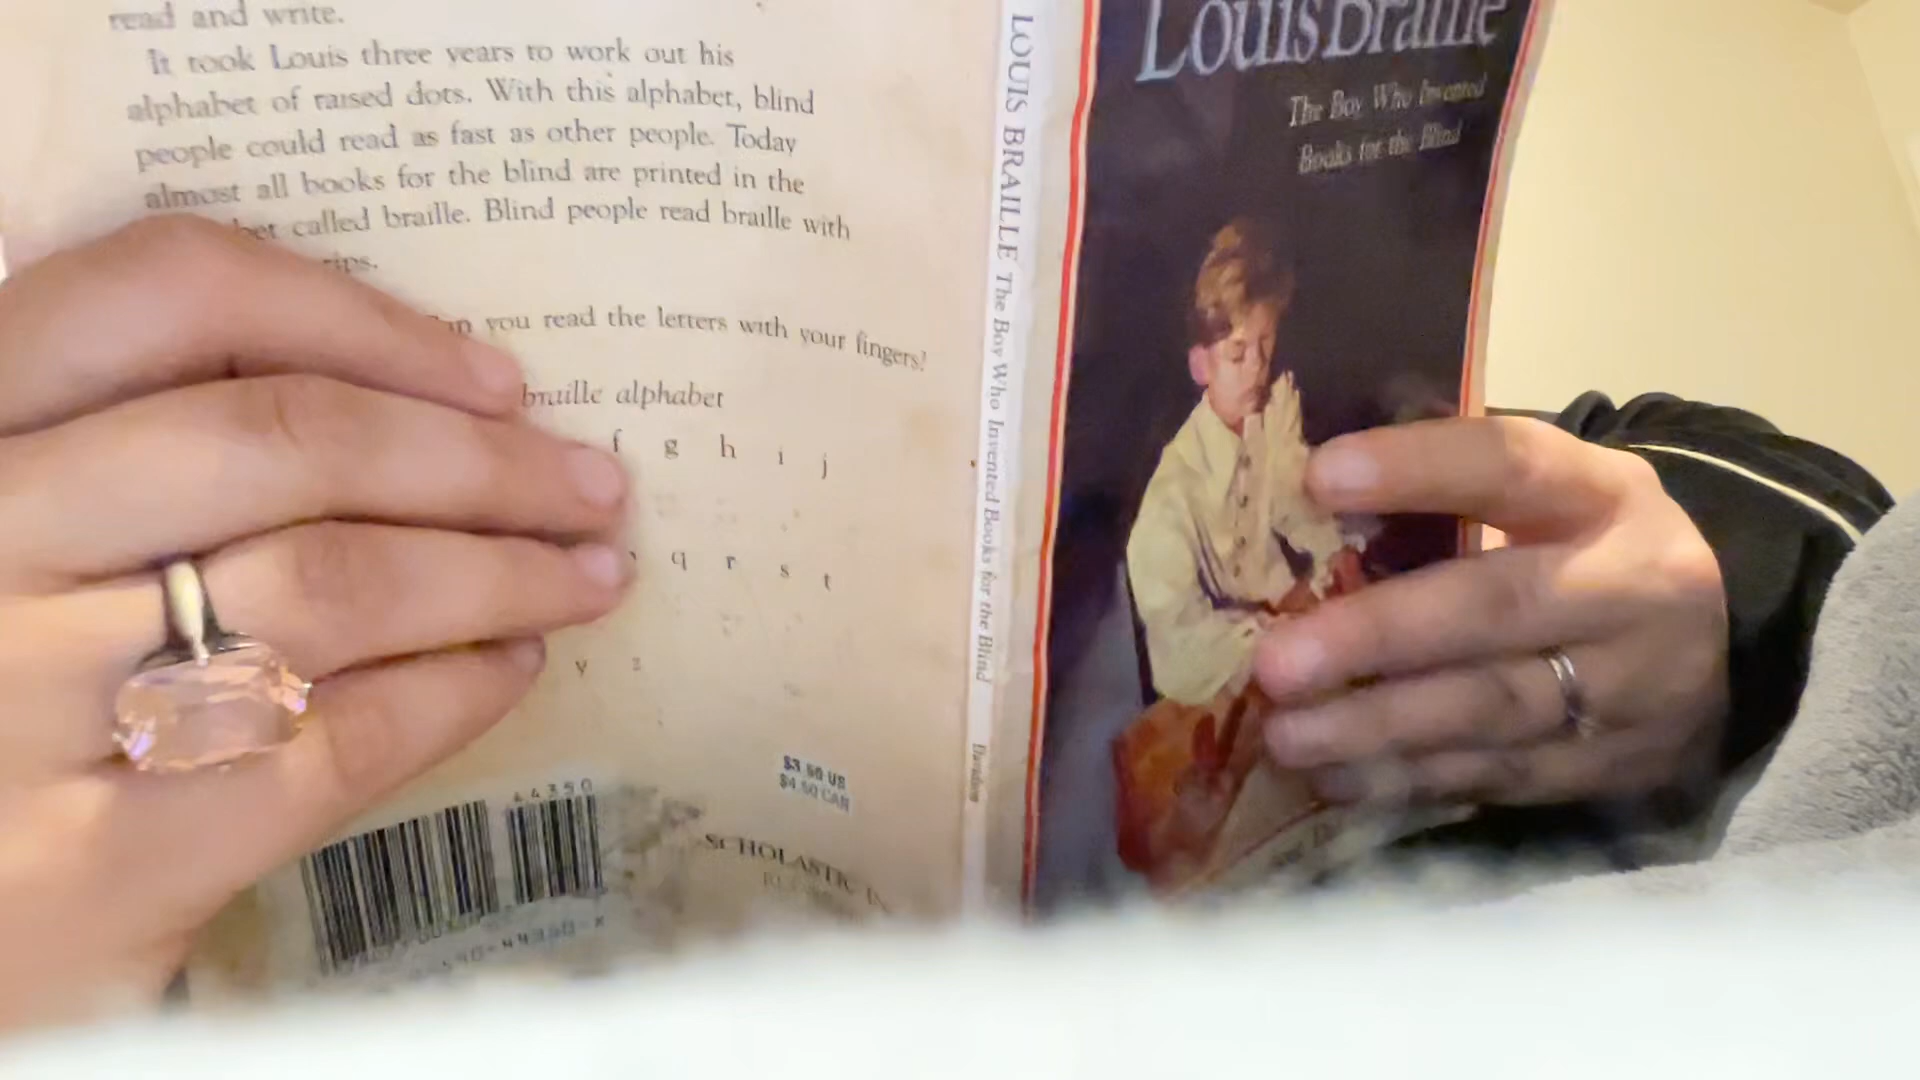 read and write.
It took Louis three years to work out his
alphabet of raised dots. With this alphabet, blind
people could read as fast as other people. Today
almost all books for the blind are printed in the
called braille. Blind people read braille with
you read the letters with your fingers?
braille alphabet
f g h i j
q r s t
y z
$3.50 US
$4.50 CAN
44350
SCHOLASTIC
LOUIS BRAILLE The Boy Who Invented Books for the Blind Davidson
Louis Braille
The Boy Who Invented
Books for the Blind